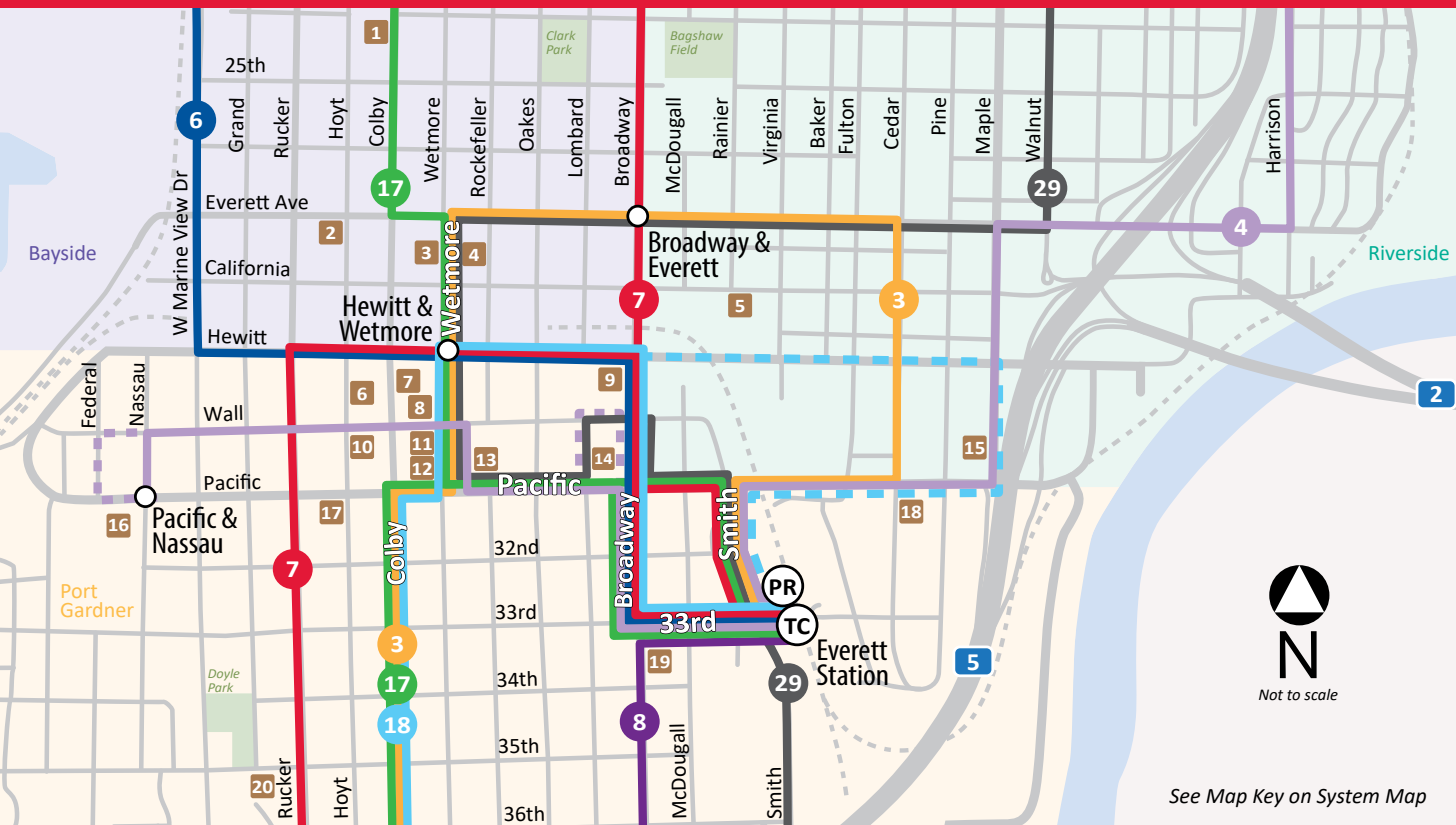 1
Clark
Park
Bagshaw
Field
25th
6
Grand
Rucker
Hoyt
Colby
Wetmore
Rockefeller
Oakes
Lombard
Broadway
McDougall
Rainier
Virginia
Baker
Fulton
Cedar
Pine
Maple
Walnut
Harrison
17
29
W Marine View Dr
Everett Ave
2
3
Wetmore
4
Broadway &
Everett
4
Bayside
Riverside
California
Hewitt &
Wetmore
7
5
3
Hewitt
Federal
Nassau
6
7
8
9
2
Wall
10
11
12
13
14
15
Pacific
Pacific
16
Pacific &
Nassau
17
18
Colby
Broadway
Smith
32nd
7
Port
Gardner
PR
33rd
33rd
TC
Everett
Station
N
Not to scale
3
17
18
19
5
29
Doyle
Park
34th
8
35th
McDougall
Smith
20
Rucker
Hoyt
36th
See Map Key on System Map